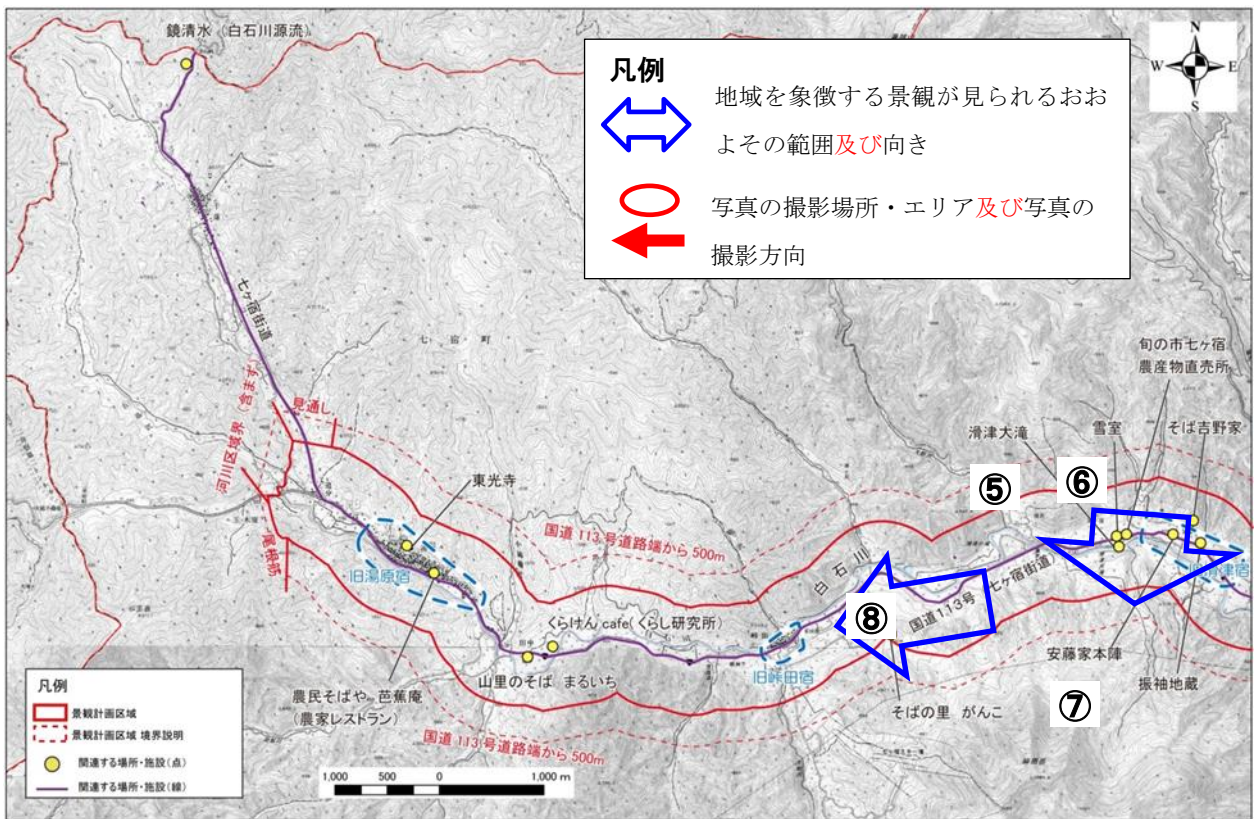 鏡清水(白石川源流)
N
W E
S
凡例
地域を象徴する景観が見られるおお
よその範囲及び向き
写真の撮影場所・エリア及び写真の
撮影方向
七ヶ宿街道
七ヶ宿町
旬の市七ヶ宿
農産物直売所
滑津大滝
雪室
そば吉野家
河川区域界(含まず)
見通し
⑤
⑥
東光寺
尾根筋
国道113号道路端から500m
旧湯原宿
白石川
旧滑津宿
国道113号(七ヶ宿街道)
⑧
くらけん cafe(くらし研究所)
旧峠田宿
安藤家本陣
振袖地蔵
山里のそば まるいち
そばの里 がんこ
⑦
農民そばや 芭蕉庵
(農家レストラン)
国道113号道路端から500m
凡例
景観計画区域
景観計画区域 境界説明
関連する場所・施設(点)
関連する場所・施設(線)
1,000 500 0 1,000 m